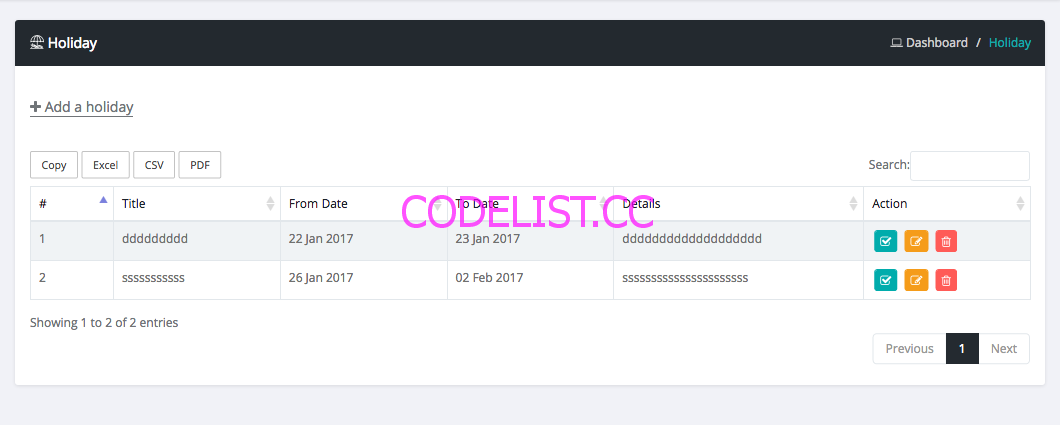 Holiday
Dashboard / Holiday
Add a holiday
Copy Excel CSV PDF
Search:
# Title From Date To Date Details Action
CODELIST.CC
1 ddddddddd 22 Jan 2017 23 Jan 2017 ddddddddddddddddddd
2 sssssssssss 26 Jan 2017 02 Feb 2017 ssssssssssssssssssssss
Showing 1 to 2 of 2 entries
Previous 1 Next